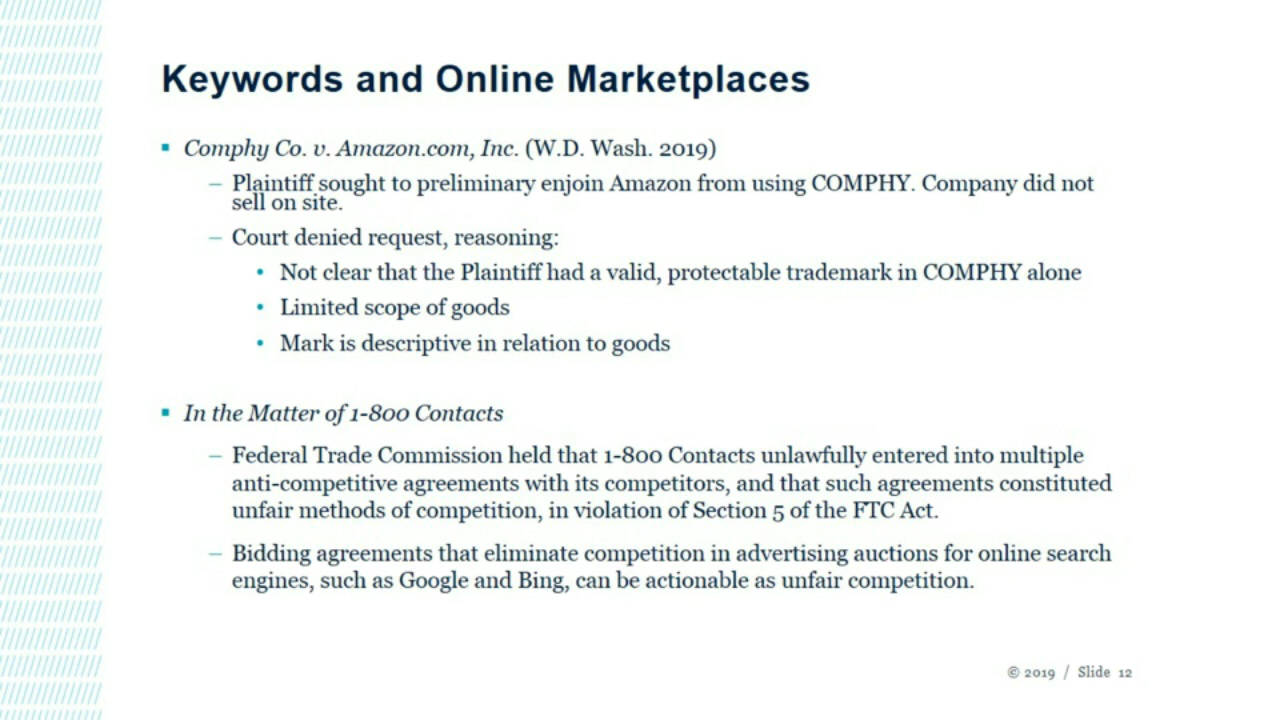 Keywords and Online Marketplaces
▪ Comphy Co. v. Amazon.com, Inc. (W.D. Wash. 2019)
– Plaintiff sought to preliminary enjoin Amazon from using COMPHY. Company did not
sell on site.
– Court denied request, reasoning:
• Not clear that the Plaintiff had a valid, protectable trademark in COMPHY alone
• Limited scope of goods
• Mark is descriptive in relation to goods
▪ In the Matter of 1-800 Contacts
– Federal Trade Commission held that 1-800 Contacts unlawfully entered into multiple
anti-competitive agreements with its competitors, and that such agreements constituted
unfair methods of competition, in violation of Section 5 of the FTC Act.
– Bidding agreements that eliminate competition in advertising auctions for online search
engines, such as Google and Bing, can be actionable as unfair competition.
© 2019 / Slide 12